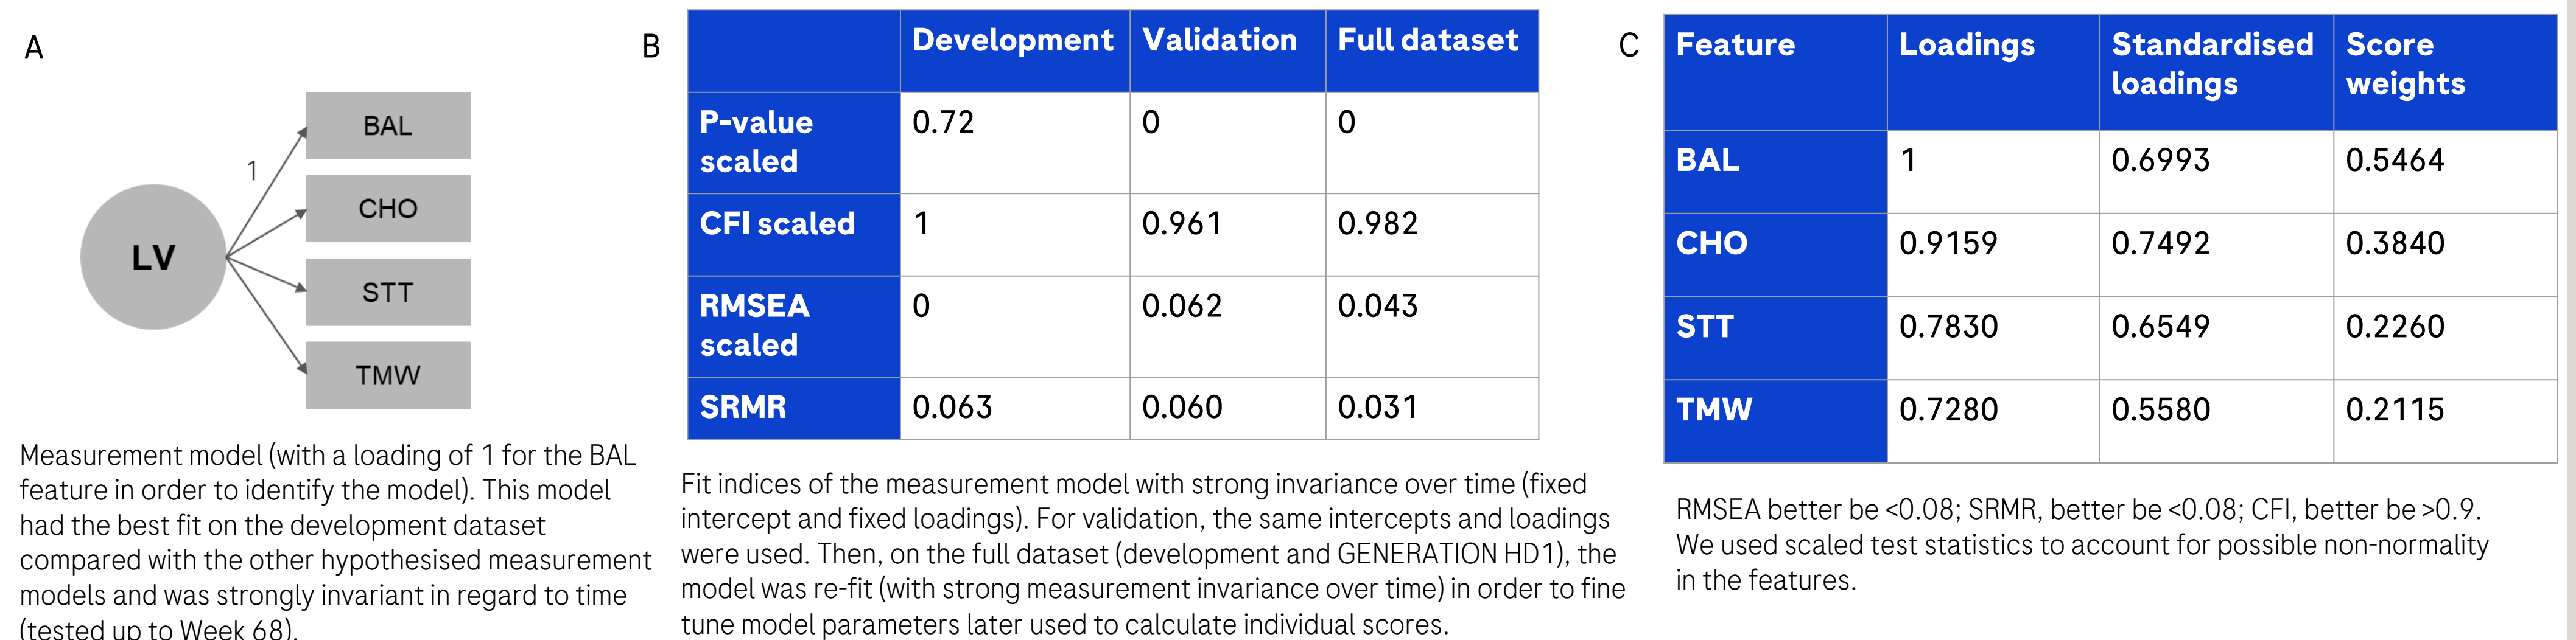 A
1
LV
BAL
CHO
STT
TMW
Measurement model (with a loading of 1 for the BAL
feature in order to identify the model). This model
had the best fit on the development dataset
compared with the other hypothesised measurement
models and was strongly invariant in regard to time
(tested up to Week 68).
B
Development Validation Full dataset
P-value
scaled
0.72 0 0
CFI scaled 1 0.961 0.982
RMSEA
scaled
0 0.062 0.043
SRMR 0.063 0.060 0.031
Fit indices of the measurement model with strong invariance over time (fixed
intercept and fixed loadings). For validation, the same intercepts and loadings
were used. Then, on the full dataset (development and GENERATION HD1), the
model was re-fit (with strong measurement invariance over time) in order to fine
tune model parameters later used to calculate individual scores.
C
Feature Loadings Standardised
loadings
Score
weights
BAL 1 0.6993 0.5464
CHO 0.9159 0.7492 0.3840
STT 0.7830 0.6549 0.2260
TMW 0.7280 0.5580 0.2115
RMSEA better be <0.08; SRMR, better be <0.08; CFI, better be >0.9.
We used scaled test statistics to account for possible non-normality
in the features.